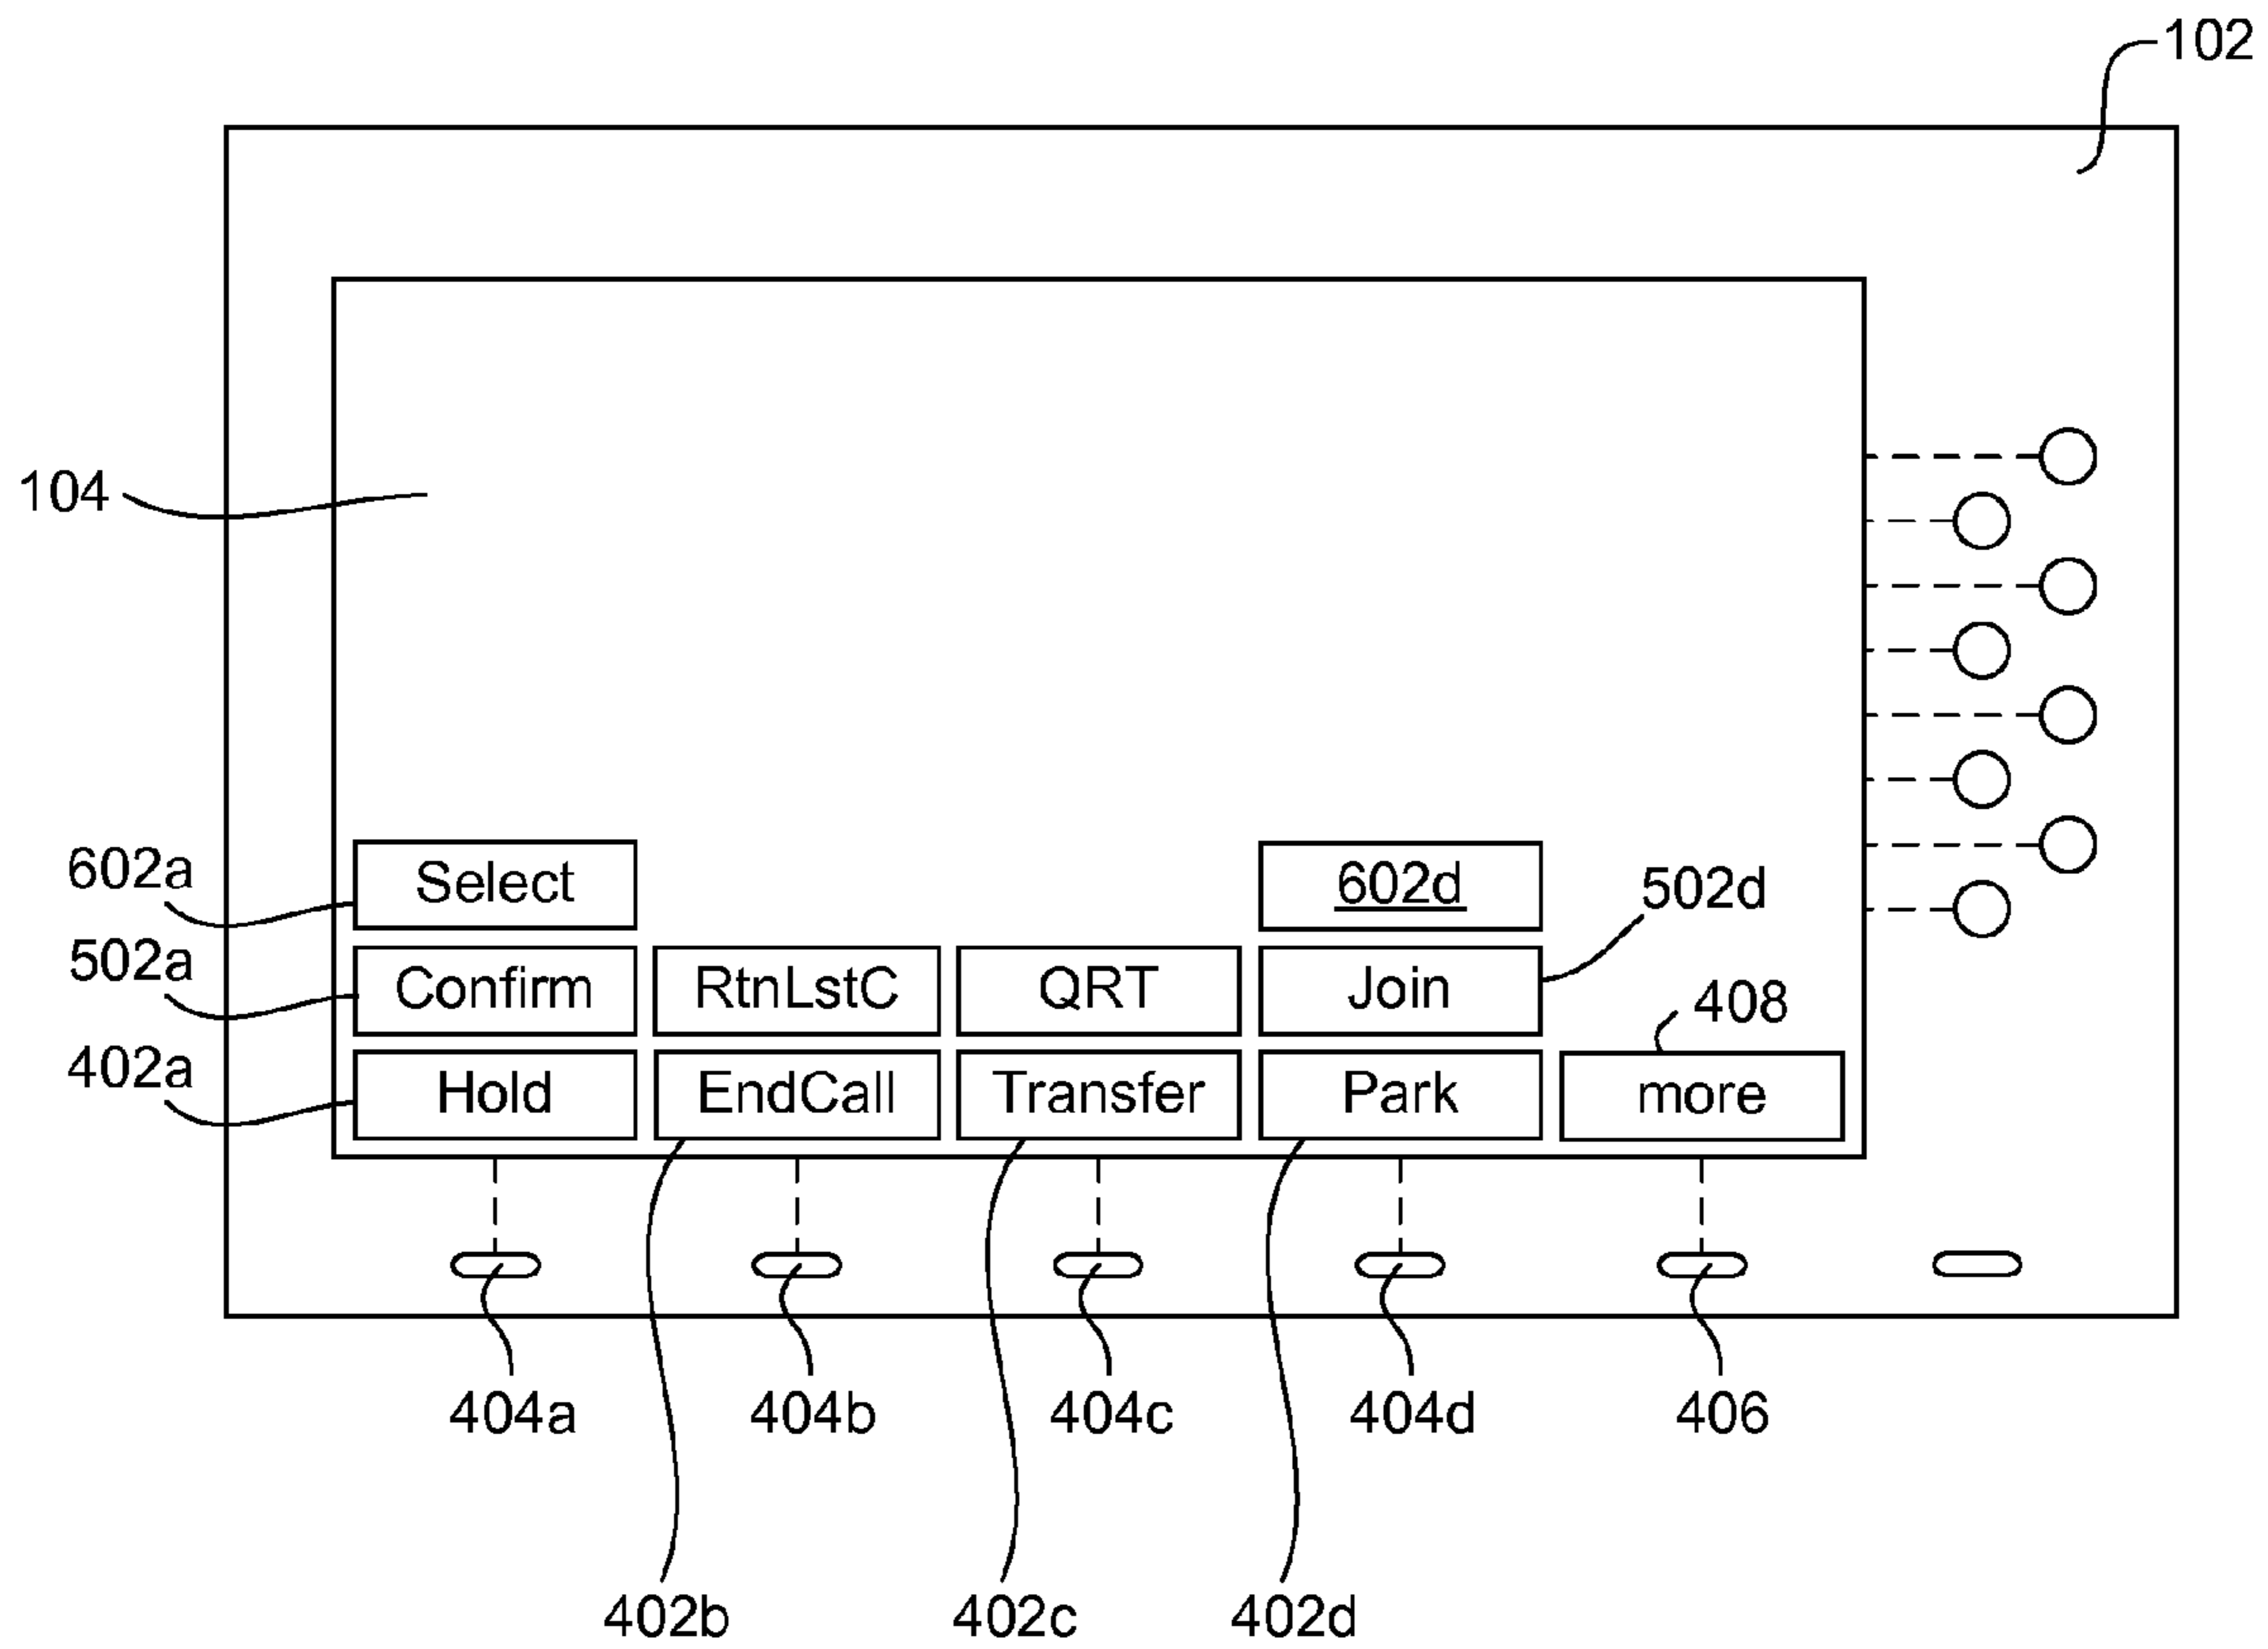 102
104
602a
Select
602d
502d
502a
Confirm
RtnLstC
QRT
Join
408
402a
Hold
EndCall
Transfer
Park
more
404a
404b
404c
404d
406
402b
402c
402d